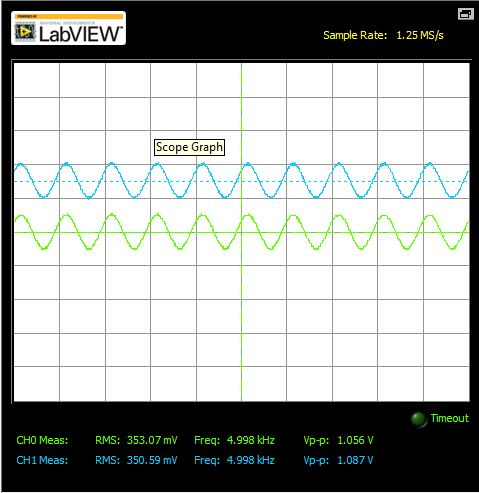 POWERED BY
NATIONAL INSTRUMENTS
LabVIEW™
Sample Rate: 1.25 MS/s
Scope Graph
Timeout
CH0 Meas: RMS: 353.07 mV Freq: 4.998 kHz Vp-p: 1.056 V
CH1 Meas: RMS: 350.59 mV Freq: 4.998 kHz Vp-p: 1.087 V